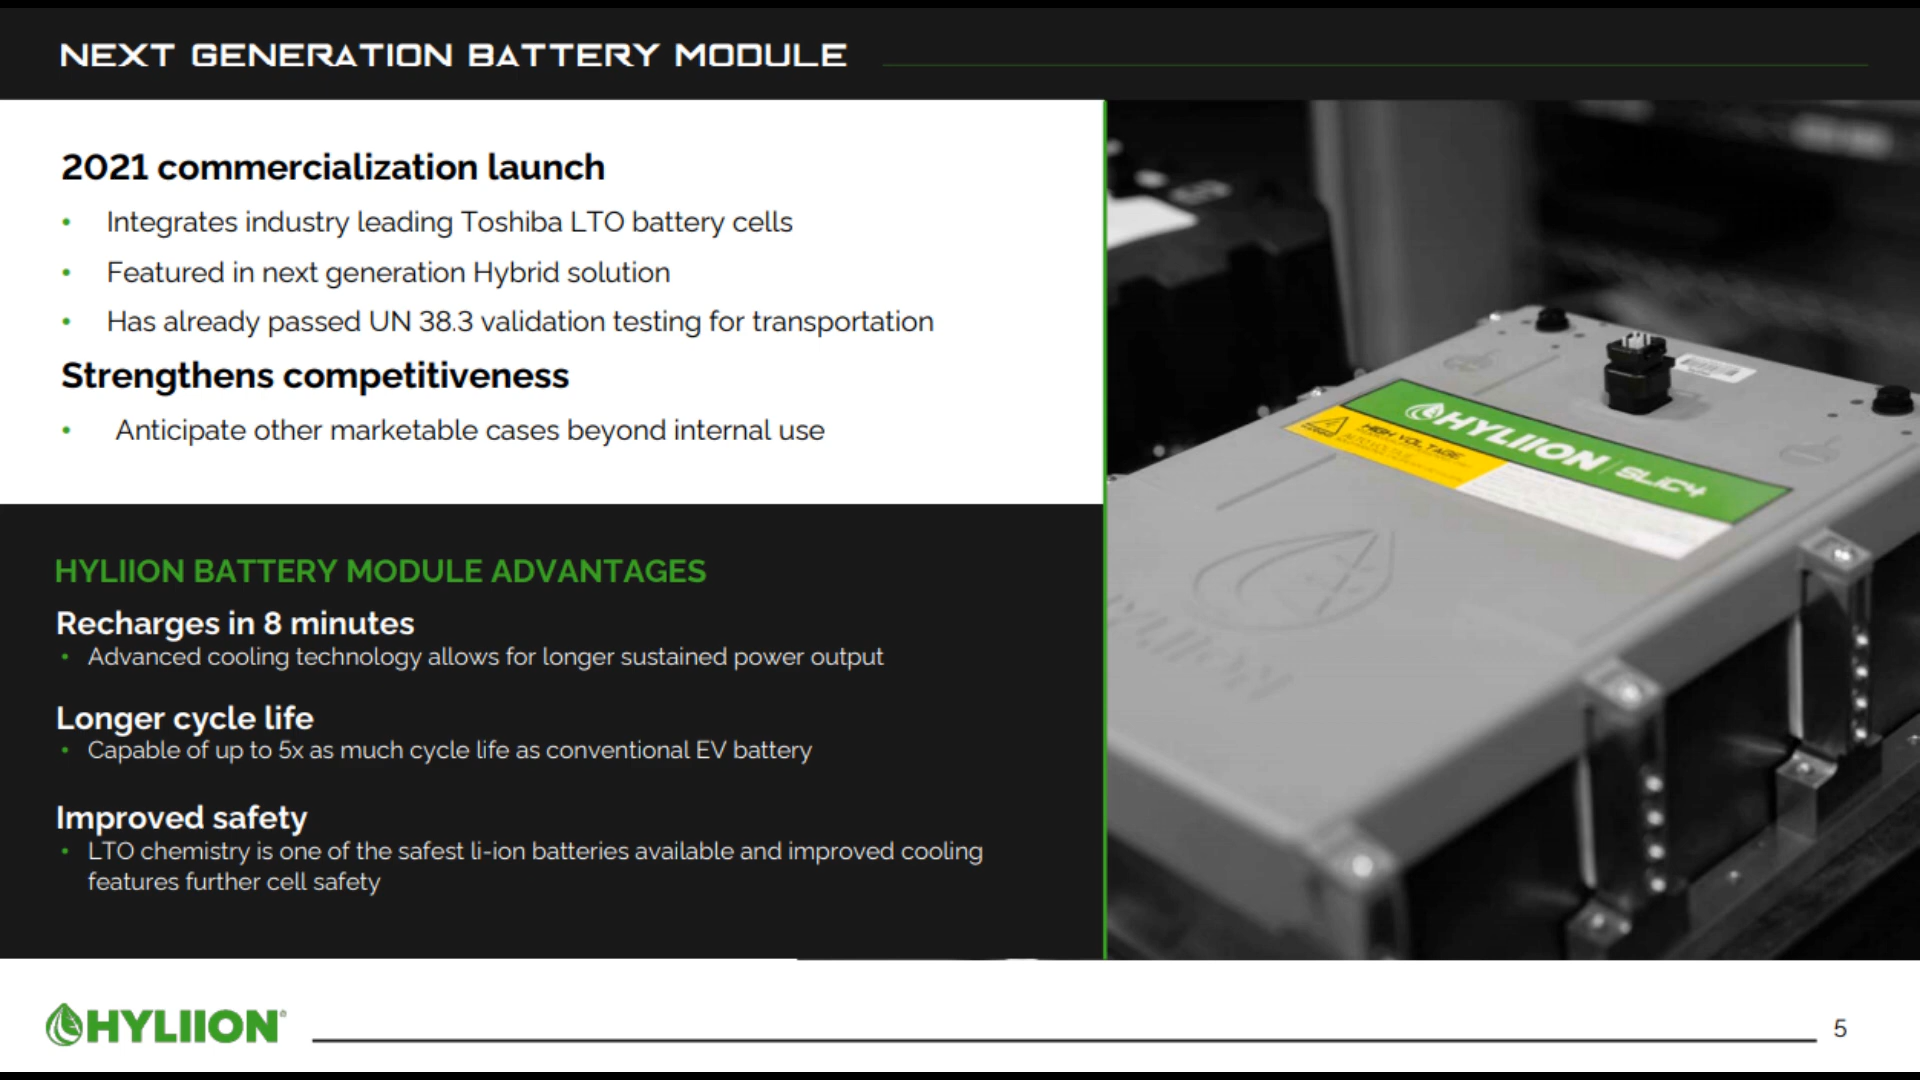 NEXT GENERATION BATTERY MODULE
2021 commercialization launch
• Integrates industry leading Toshiba LTO battery cells
• Featured in next generation Hybrid solution
• Has already passed UN 38.3 validation testing for transportation
Strengthens competitiveness
• Anticipate other marketable cases beyond internal use
HYLIION | SLiC4
HIGH VOLTAGE
HYLIION
HYLIION BATTERY MODULE ADVANTAGES
Recharges in 8 minutes
• Advanced cooling technology allows for longer sustained power output
Longer cycle life
• Capable of up to 5x as much cycle life as conventional EV battery
Improved safety
• LTO chemistry is one of the safest li-ion batteries available and improved cooling
features further cell safety
HYLIION®
5